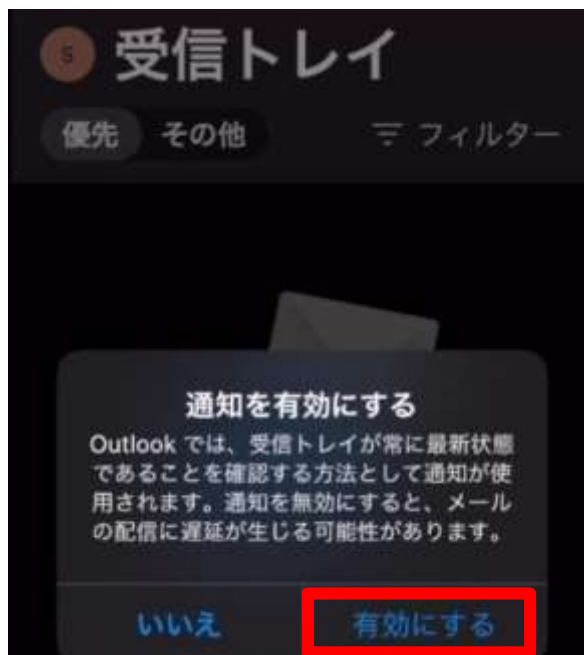 S 受信トレイ
優先 その他 フィルター
通知を有効にする
Outlook では、受信トレイが常に最新状態
であることを確認する方法として通知が使
用されます。通知を無効にすると、メール
の配信に遅延が生じる可能性があります。
いいえ 有効にする